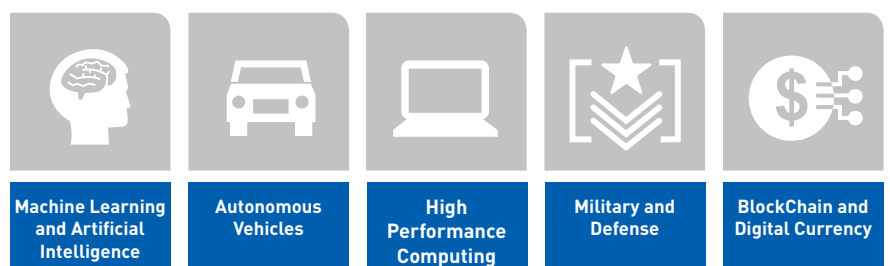 Machine Learning
and Artificial
Intelligence
Autonomous
Vehicles
High
Performance
Computing
Military and
Defense
BlockChain and
Digital Currency